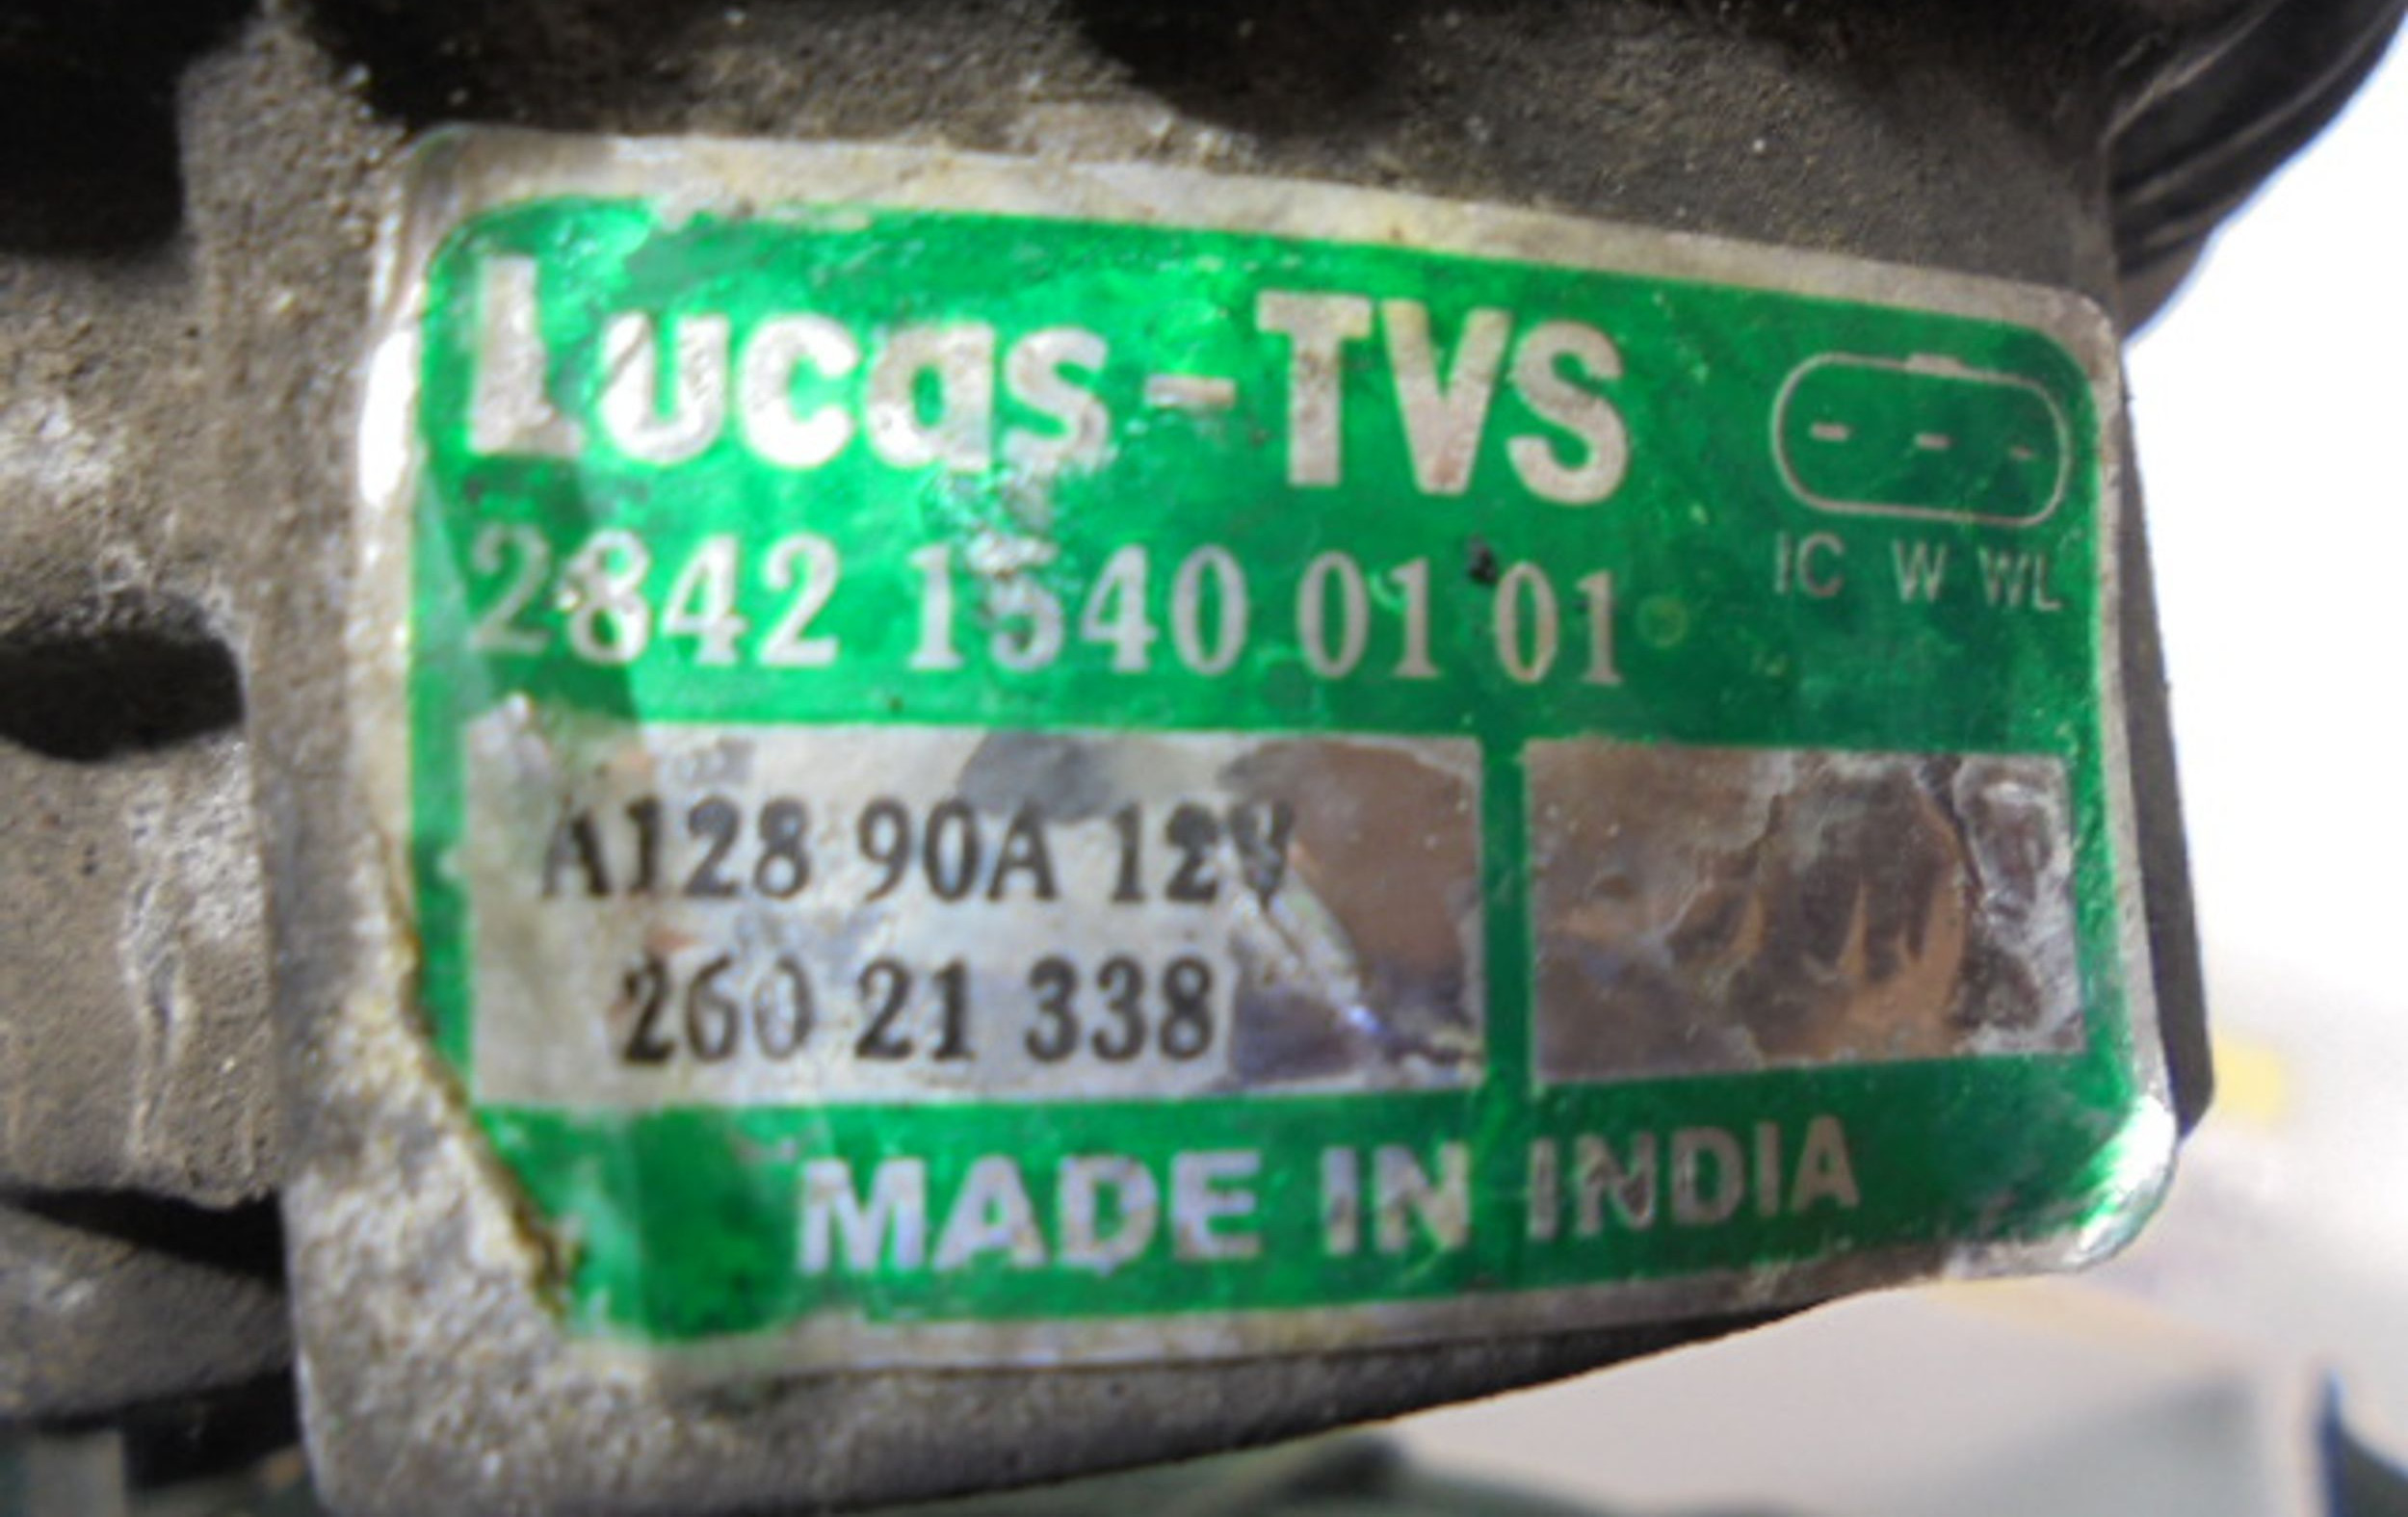 Lucas-TVS
2842 1540 01 01
IC W WL
A128 90A 12V
260 21 338
MADE IN INDIA